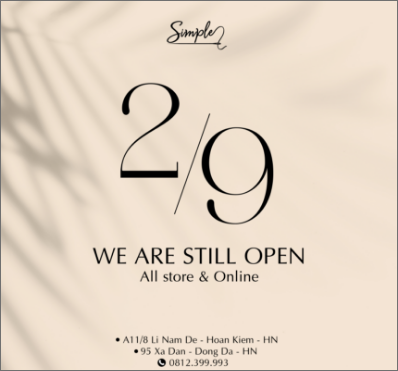 Simple
2/9
WE ARE STILL OPEN
All store & Online
• A11/8 Li Nam De - Hoan Kiem - HN
• 95 Xa Dan - Dong Da - HN
0812.399.993